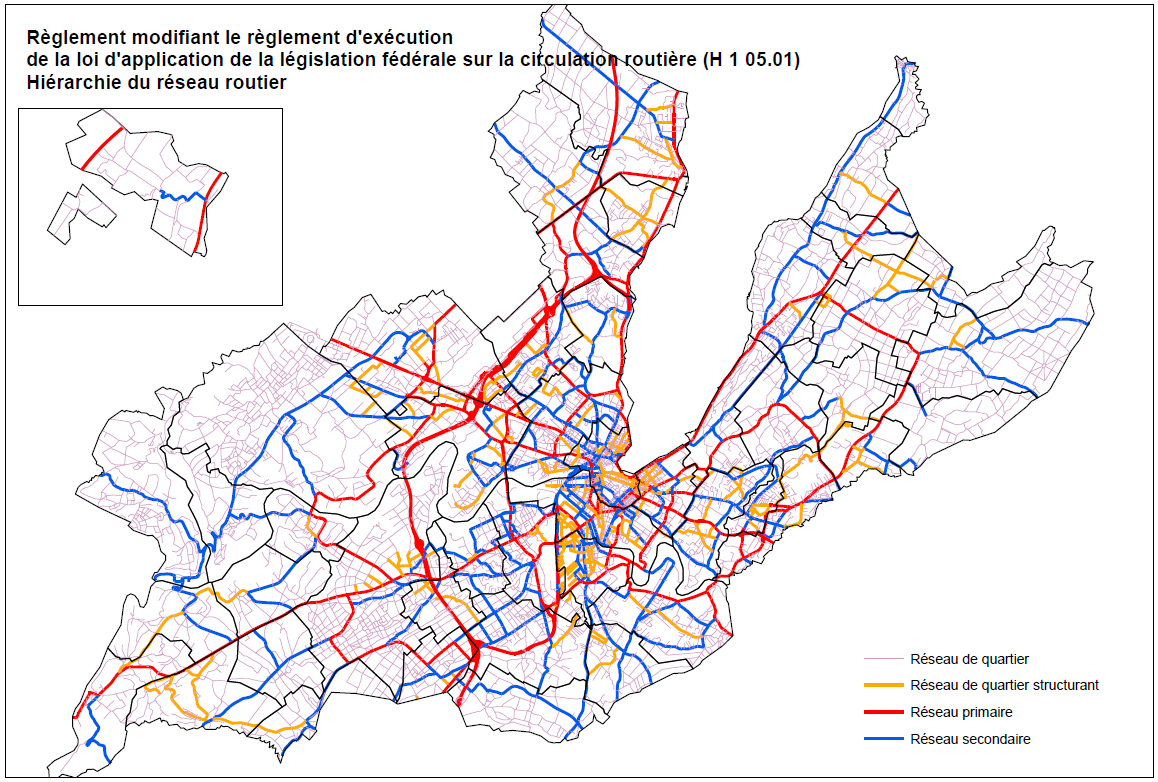 Règlement modifiant le règlement d'exécution
de la loi d'application de la législation fédérale sur la circulation routière (H 1 05.01)
Hiérarchie du réseau routier
Réseau de quartier
Réseau de quartier structurant
Réseau primaire
Réseau secondaire